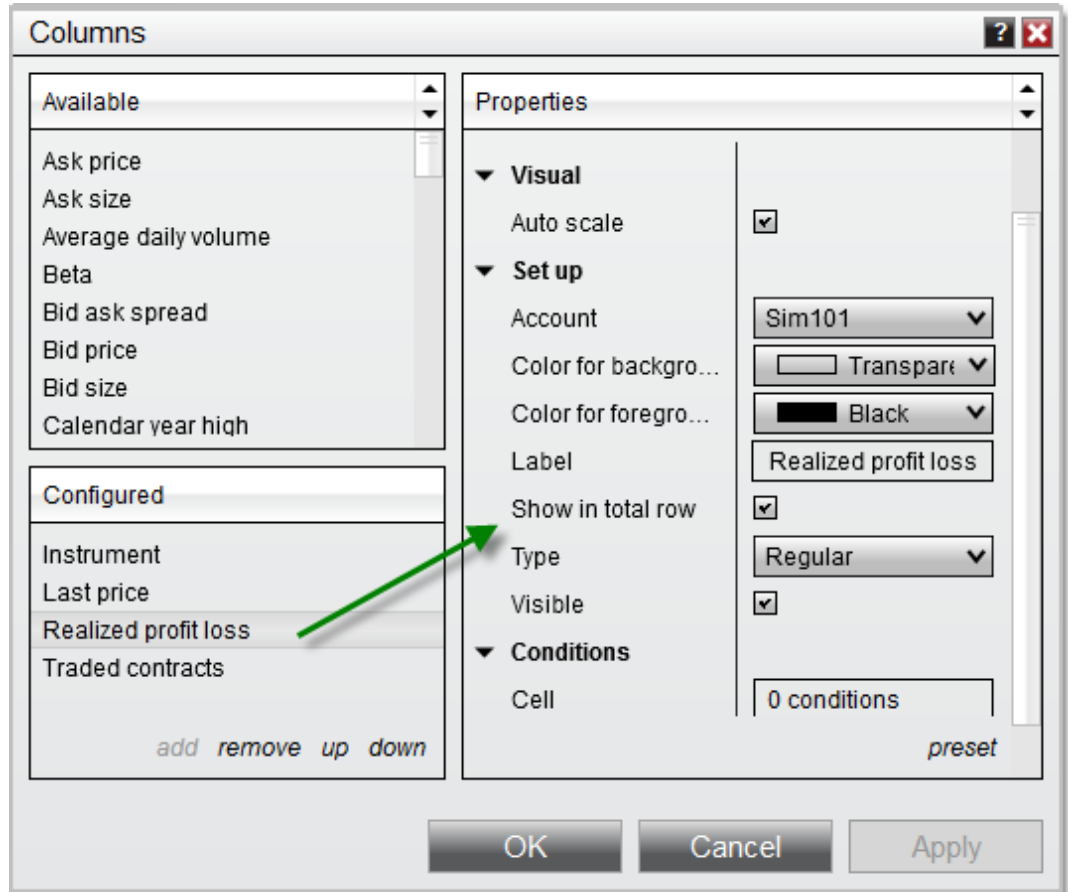 Columns
?
Available
Ask price
Ask size
Average daily volume
Beta
Bid ask spread
Bid price
Bid size
Calendar year high
Configured
Instrument
Last price
Realized profit loss
Traded contracts
add remove up down
Properties
Visual
Auto scale
Set up
Account Sim101
Color for backgro... Transpare
Color for foregro... Black
Label Realized profit loss
Show in total row
Type Regular
Visible
Conditions
Cell 0 conditions
preset
OK Cancel Apply